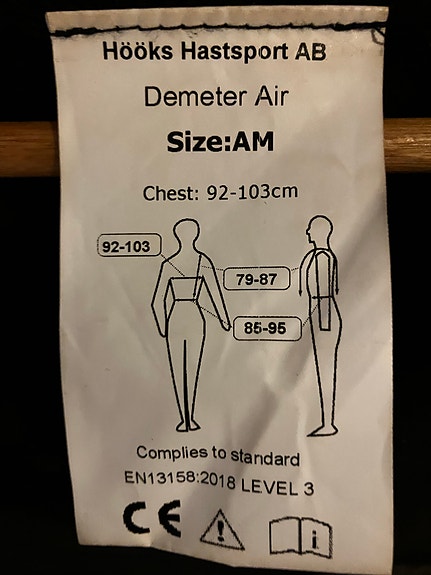 Hööks Hastsport AB
Demeter Air
Size:AM
Chest: 92-103cm
92-103
79-87
85-95
Complies to standard
EN13158:2018 LEVEL 3
CE
i